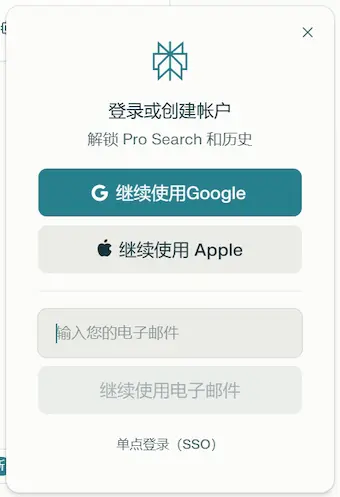 登录或创建帐户
解锁 Pro Search 和历史
继续使用Google
继续使用 Apple
输入您的电子邮件
继续使用电子邮件
单点登录（SSO）